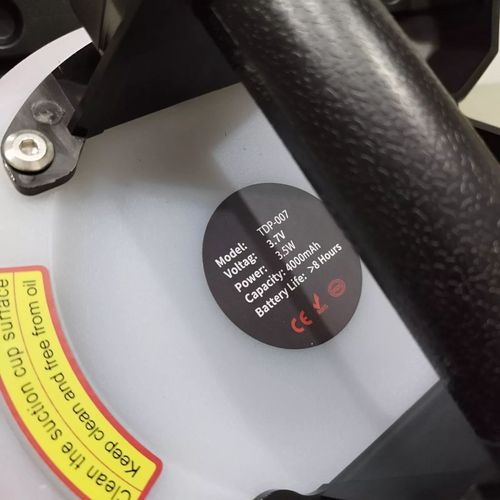 Model: TDP-007
Voltag: 3.7V
Power: 3.5W
Capacity: 4000mAh
Battery Life: >8 Hours
CE
Clean the suction cup surface
Keep clean and free from oil